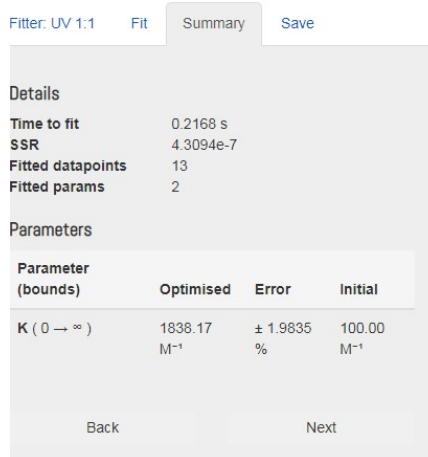 Fitter: UV 1:1 Fit Summary Save
Details
Time to fit 0.2168 s
SSR 4.3094e-7
Fitted datapoints 13
Fitted params 2
Parameters
Parameter
(bounds) Optimised Error Initial
K ( 0 → ∞ ) 1838.17 ± 1.9835 100.00
M⁻¹ % M⁻¹
Back Next